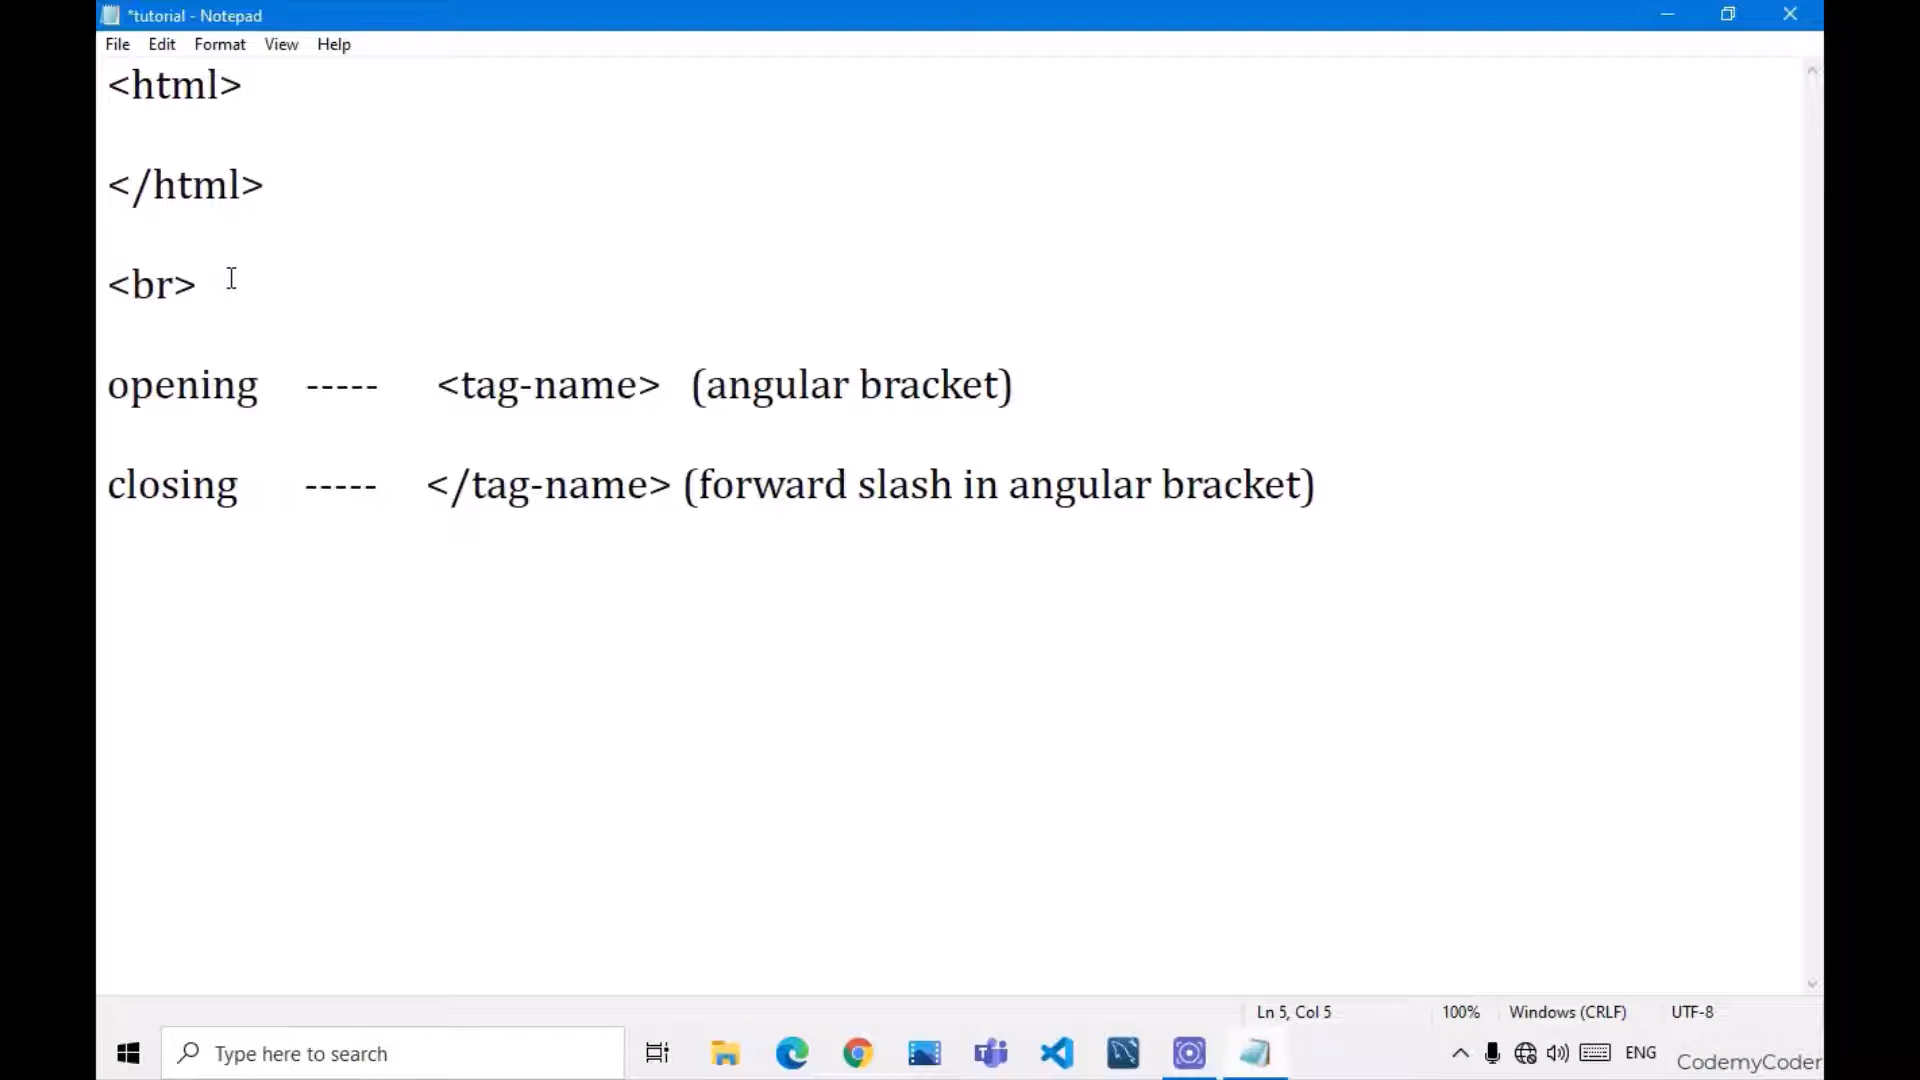 *tutorial - Notepad
File Edit Format View Help
<html>
</html>
<br>
opening ----- <tag-name> (angular bracket)
closing ----- </tag-name> (forward slash in angular bracket)
Ln 5, Col 5 100% Windows (CRLF) UTF-8
Type here to search
ENG
CodemyCoder